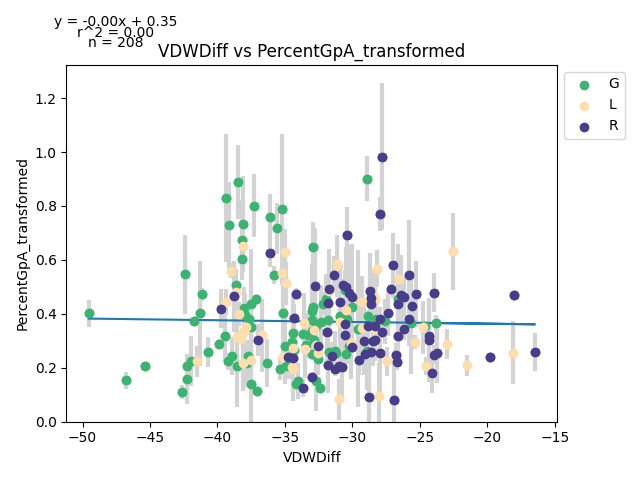 y = -0.00x + 0.35
r^2 = 0.00
n = 208
VDWDiff vs PercentGpA_transformed
G
L
R
PercentGpA_transformed
1.2
1.0
0.8
0.6
0.4
0.2
0.0
−50
−45
−40
−35
−30
−25
−20
−15
VDWDiff